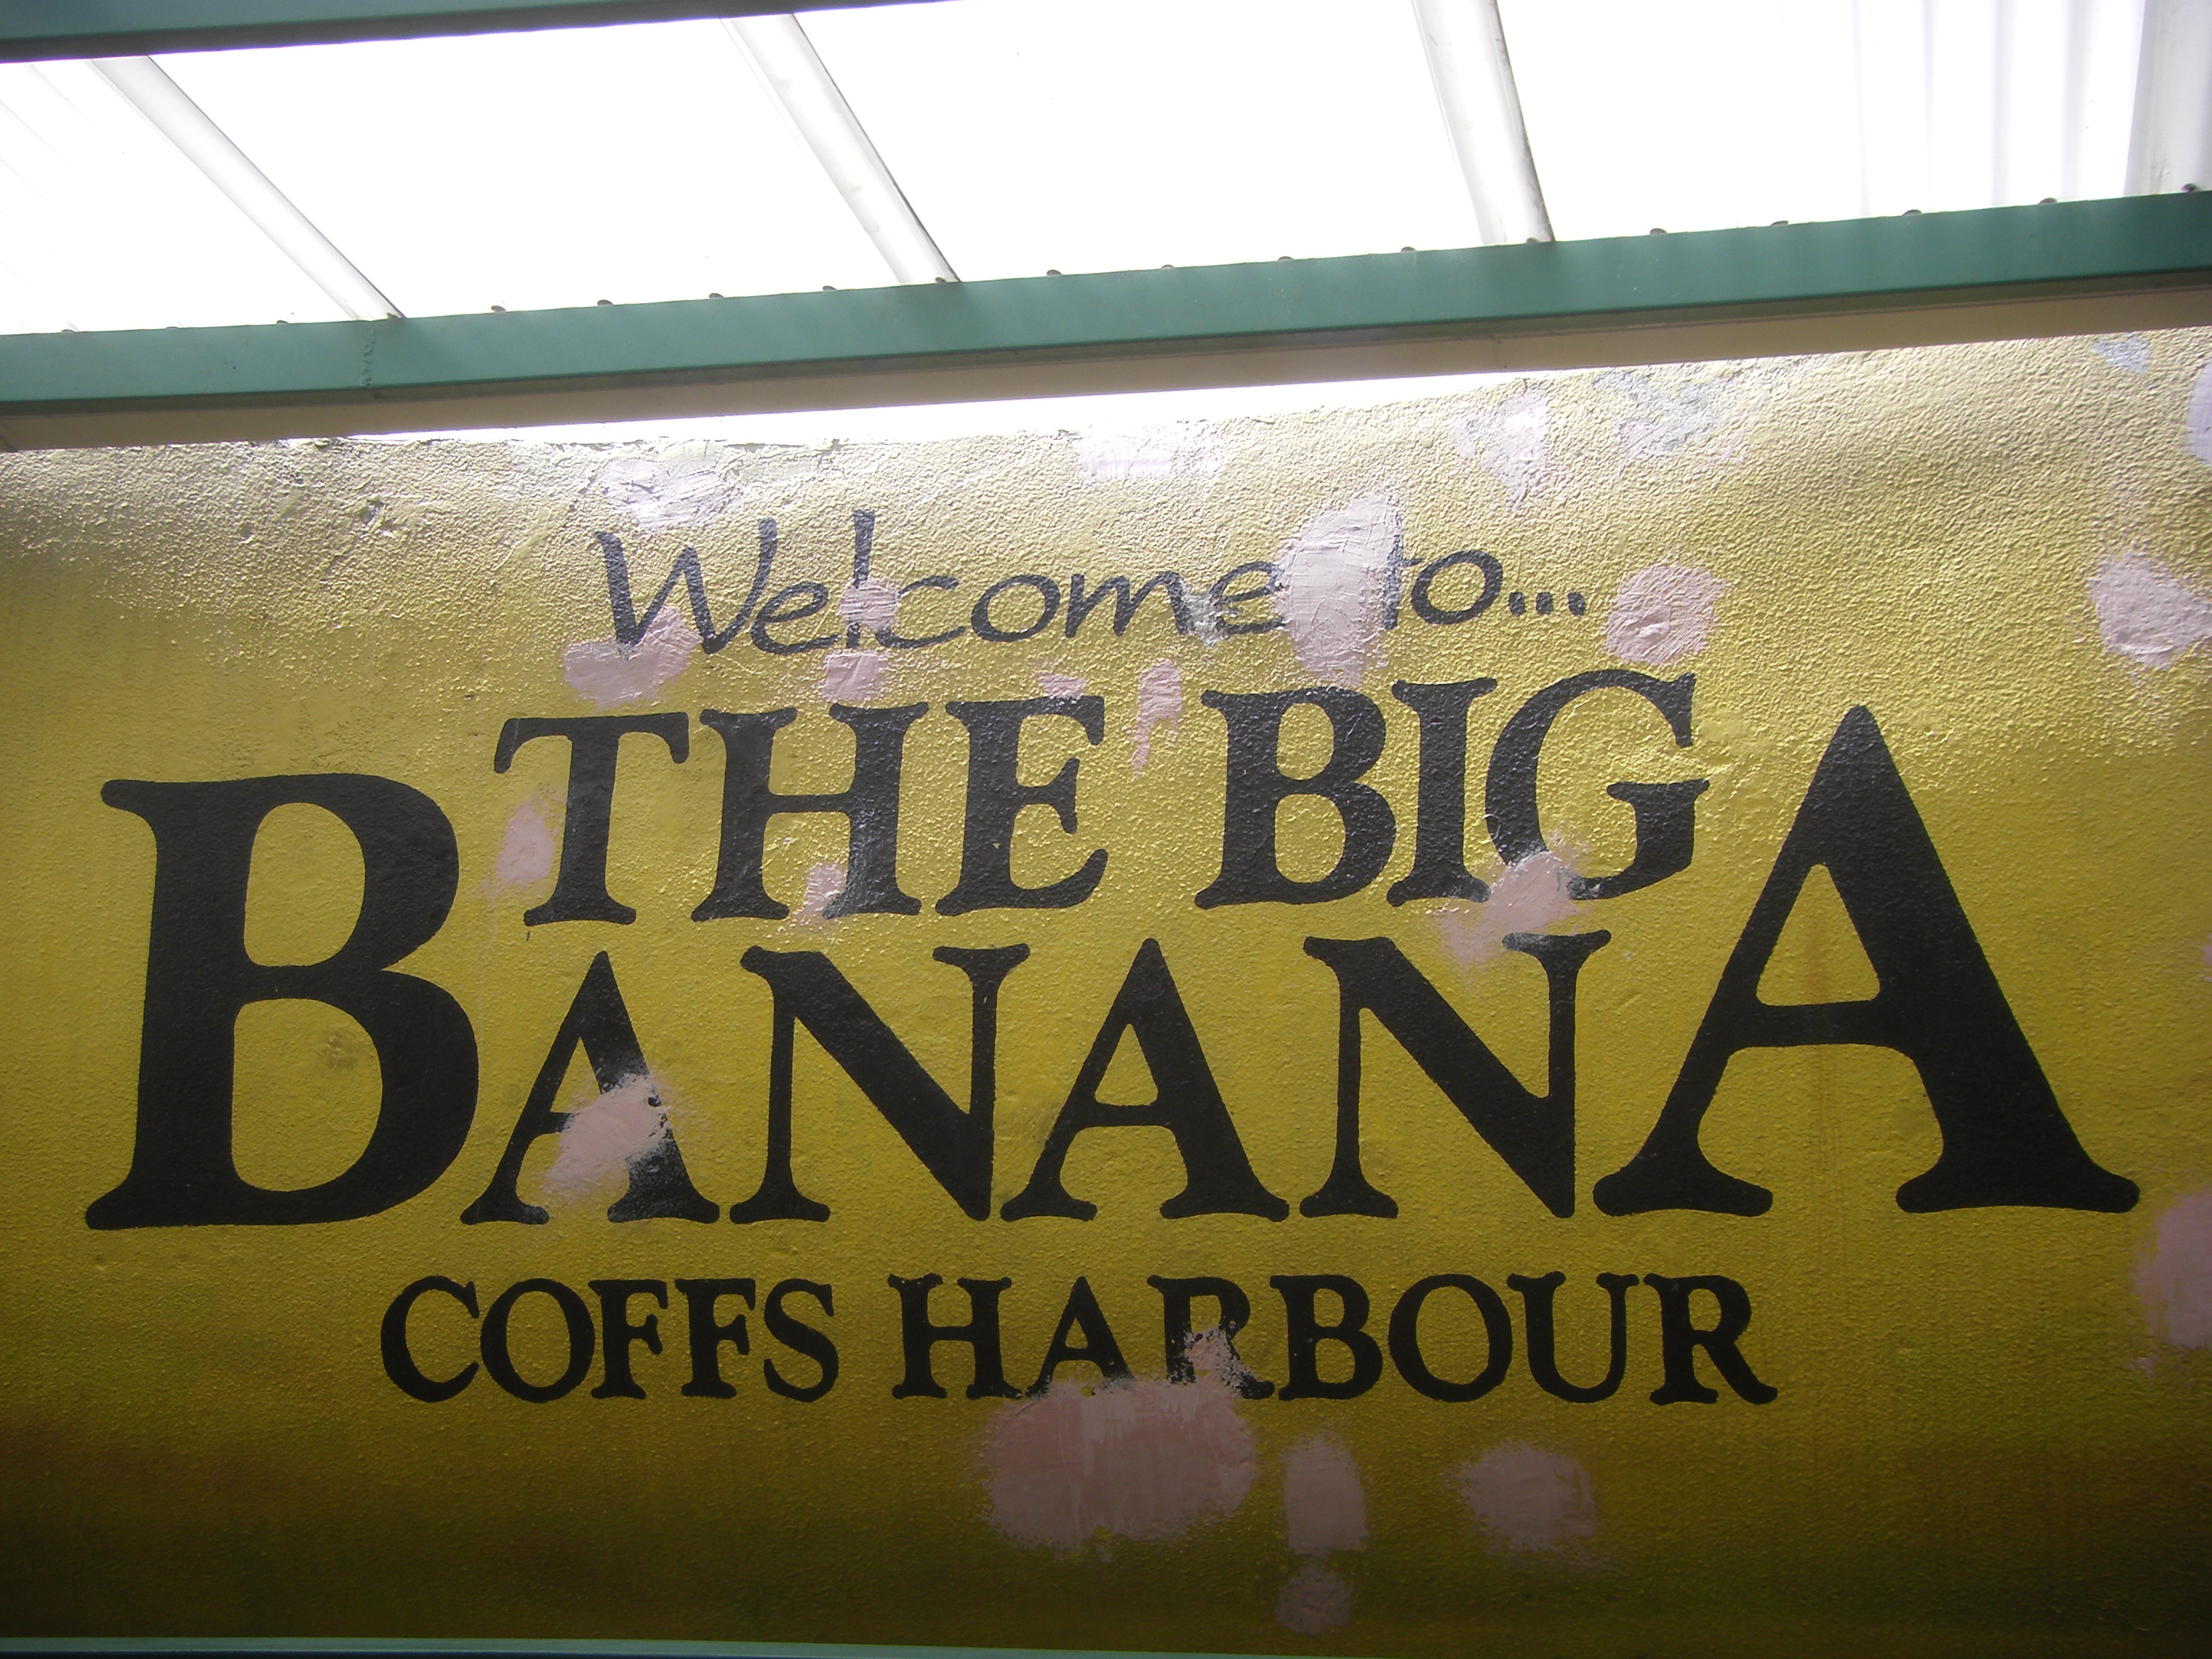 Welcome to...
THE BIG
BANANA
COFFS HARBOUR